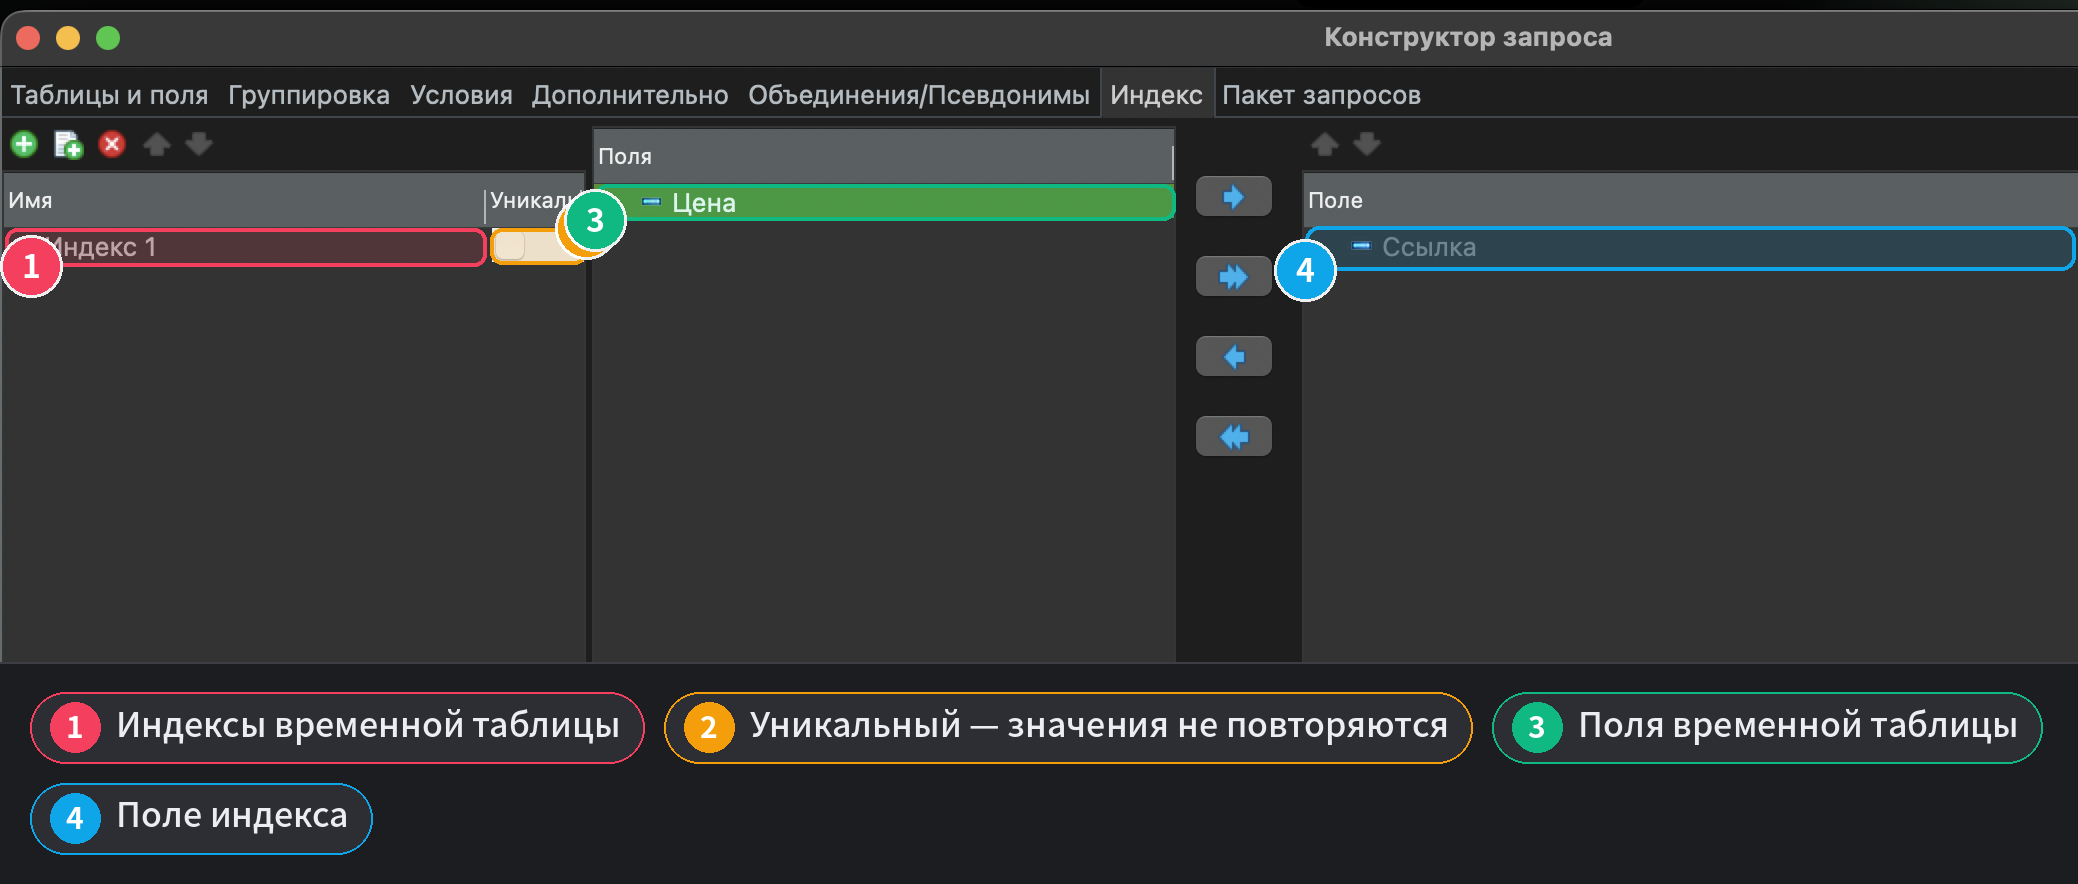 Конструктор запроса
Таблицы и поля Группировка Условия Дополнительно Объединения/Псевдонимы Индекс Пакет запросов
Поля
Имя
Цена
3
Поле
1
Индекс 1
4
Ссылка
1 Индексы временной таблицы
2 Уникальный — значения не повторяются
3 Поля временной таблицы
4 Поле индекса